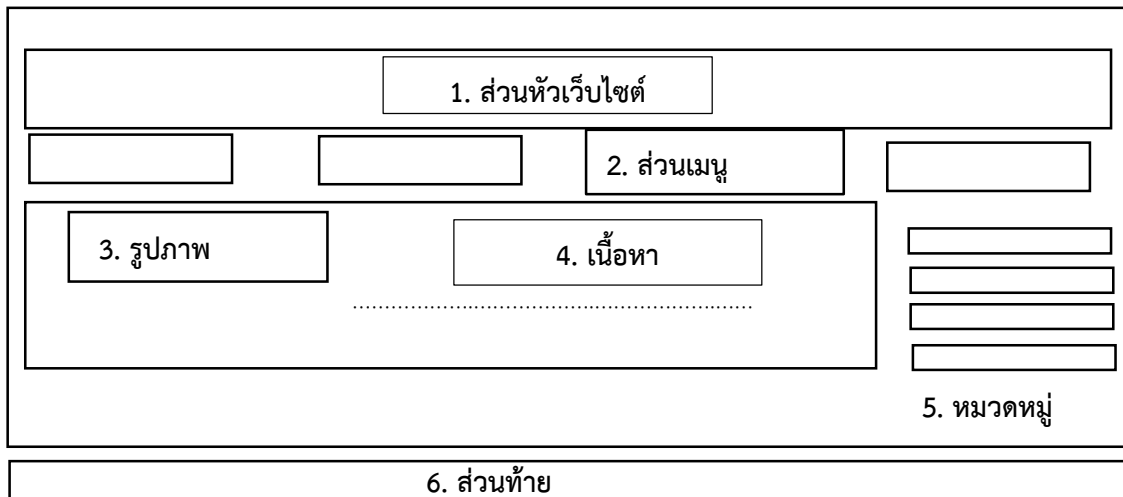 1. ส่วนหัวเว็บไซต์
2. ส่วนเมนู
3. รูปภาพ
4. เนื้อหา
5. หมวดหมู่
6. ส่วนท้าย